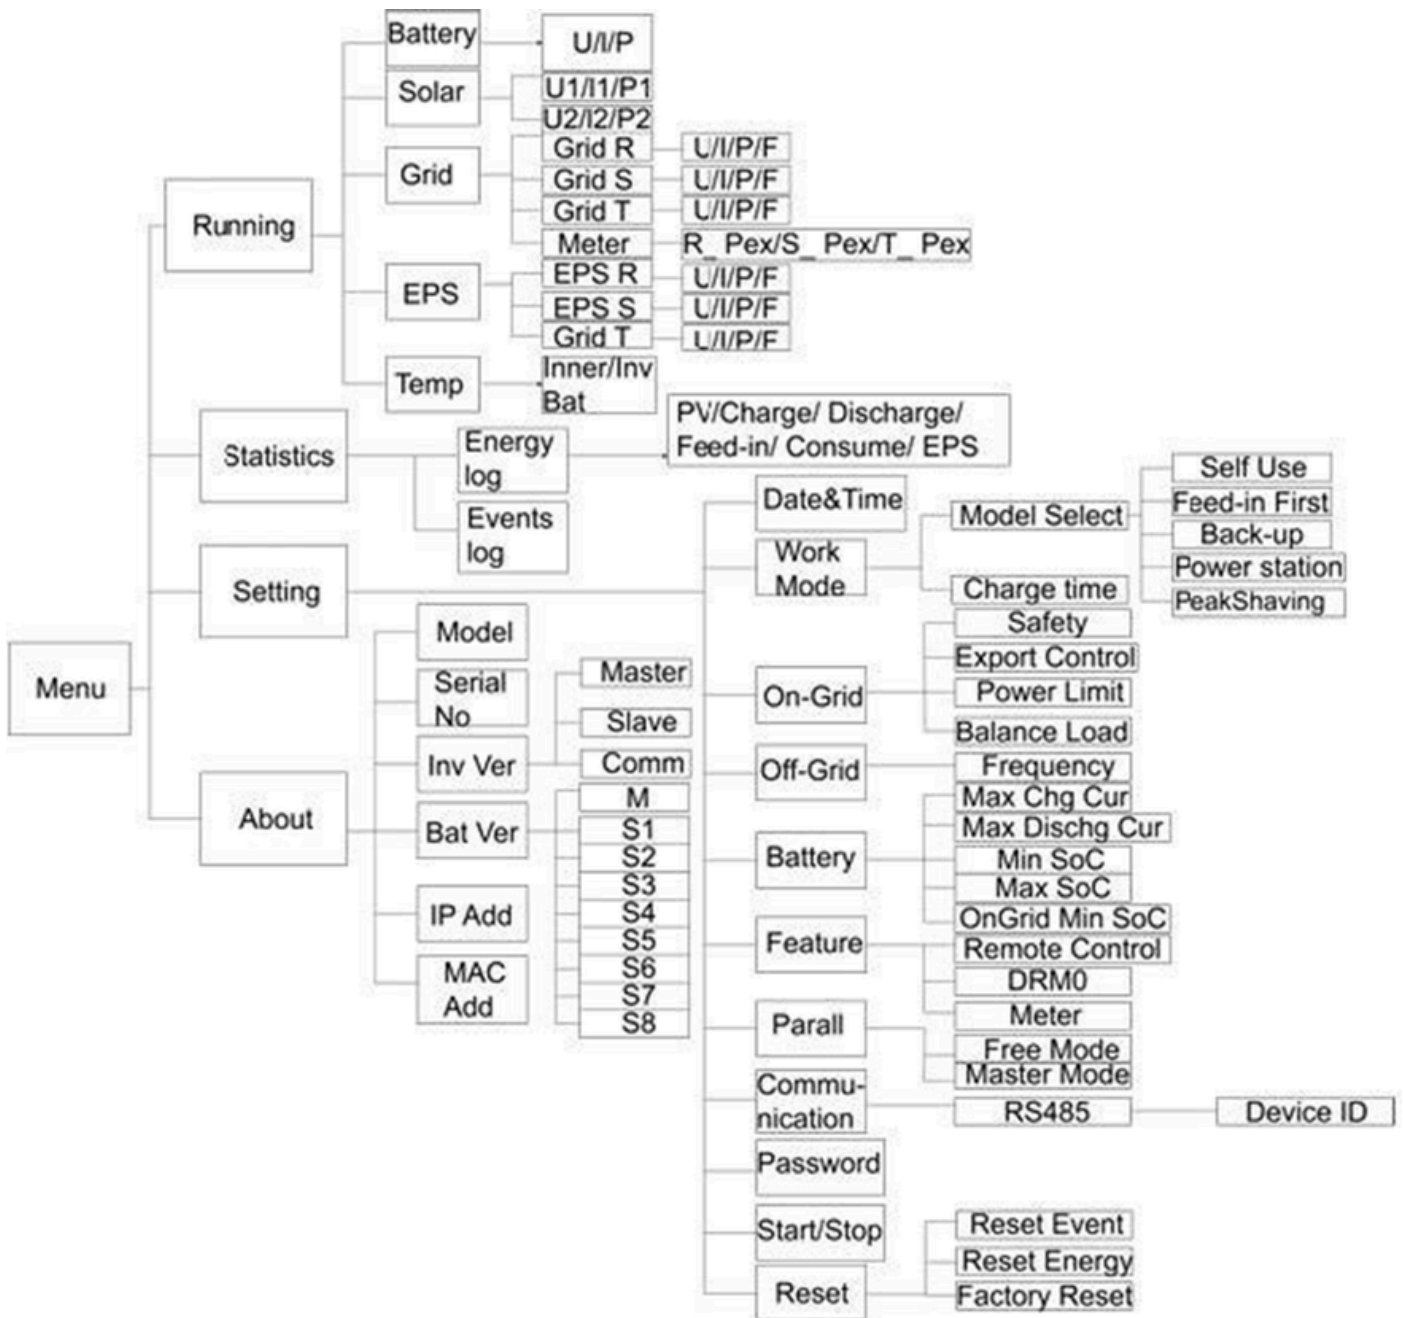 Menu
Running
Battery
U/I/P
Solar
U1/I1/P1
U2/I2/P2
Grid
Grid R
U/I/P/F
Grid S
U/I/P/F
Grid T
U/I/P/F
Meter
R_ Pex/S_ Pex/T_ Pex
EPS
EPS R
U/I/P/F
EPS S
U/I/P/F
Grid T
U/I/P/F
Temp
Inner/Inv
Bat
Statistics
Energy
log
PV/Charge/ Discharge/
Feed-in/ Consume/ EPS
Events
log
Setting
Date&Time
Work
Mode
Model Select
Self Use
Feed-in First
Back-up
Power station
PeakShaving
Charge time
On-Grid
Safety
Export Control
Power Limit
Balance Load
Off-Grid
Frequency
Battery
Max Chg Cur
Max Dischg Cur
Min SoC
Max SoC
OnGrid Min SoC
Feature
Remote Control
DRM0
Meter
Parall
Free Mode
Master Mode
Commu-
nication
RS485
Device ID
Password
Start/Stop
Reset
Reset Event
Reset Energy
Factory Reset
About
Model
Serial
No
Inv Ver
Master
Slave
Comm
Bat Ver
M
S1
S2
S3
S4
S5
S6
S7
S8
IP Add
MAC
Add